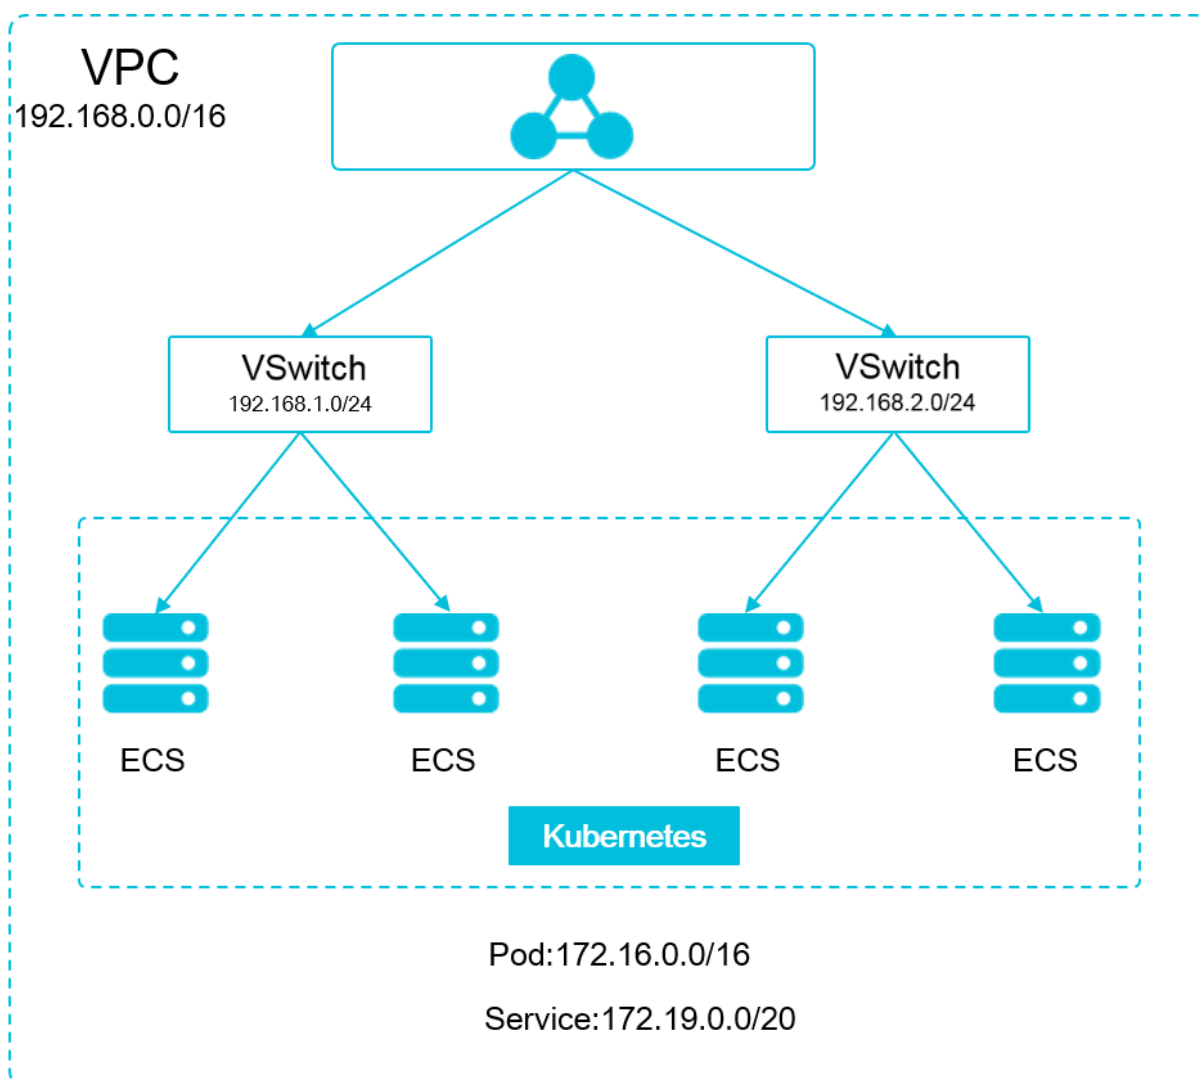 VPC
192.168.0.0/16
VSwitch
192.168.1.0/24
VSwitch
192.168.2.0/24
ECS
ECS
ECS
ECS
Kubernetes
Pod:172.16.0.0/16
Service:172.19.0.0/20